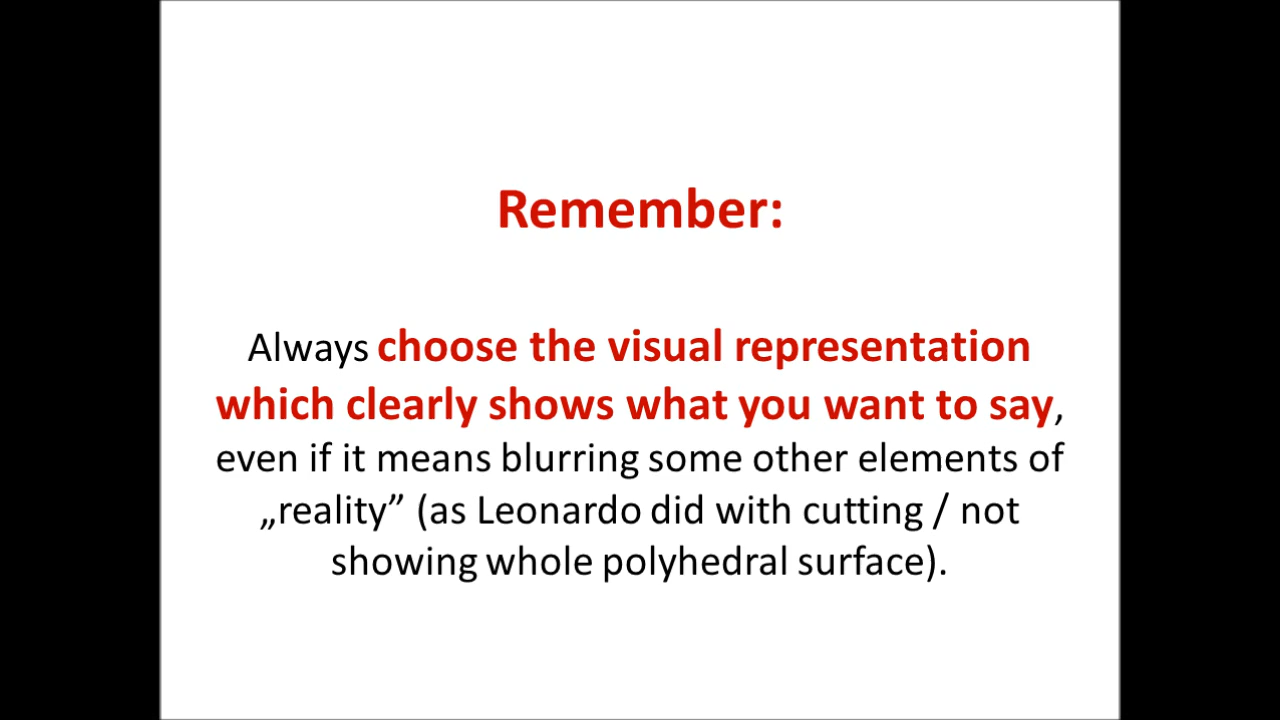 Remember:
Always choose the visual representation
which clearly shows what you want to say,
even if it means blurring some other elements of
„reality” (as Leonardo did with cutting / not
showing whole polyhedral surface).